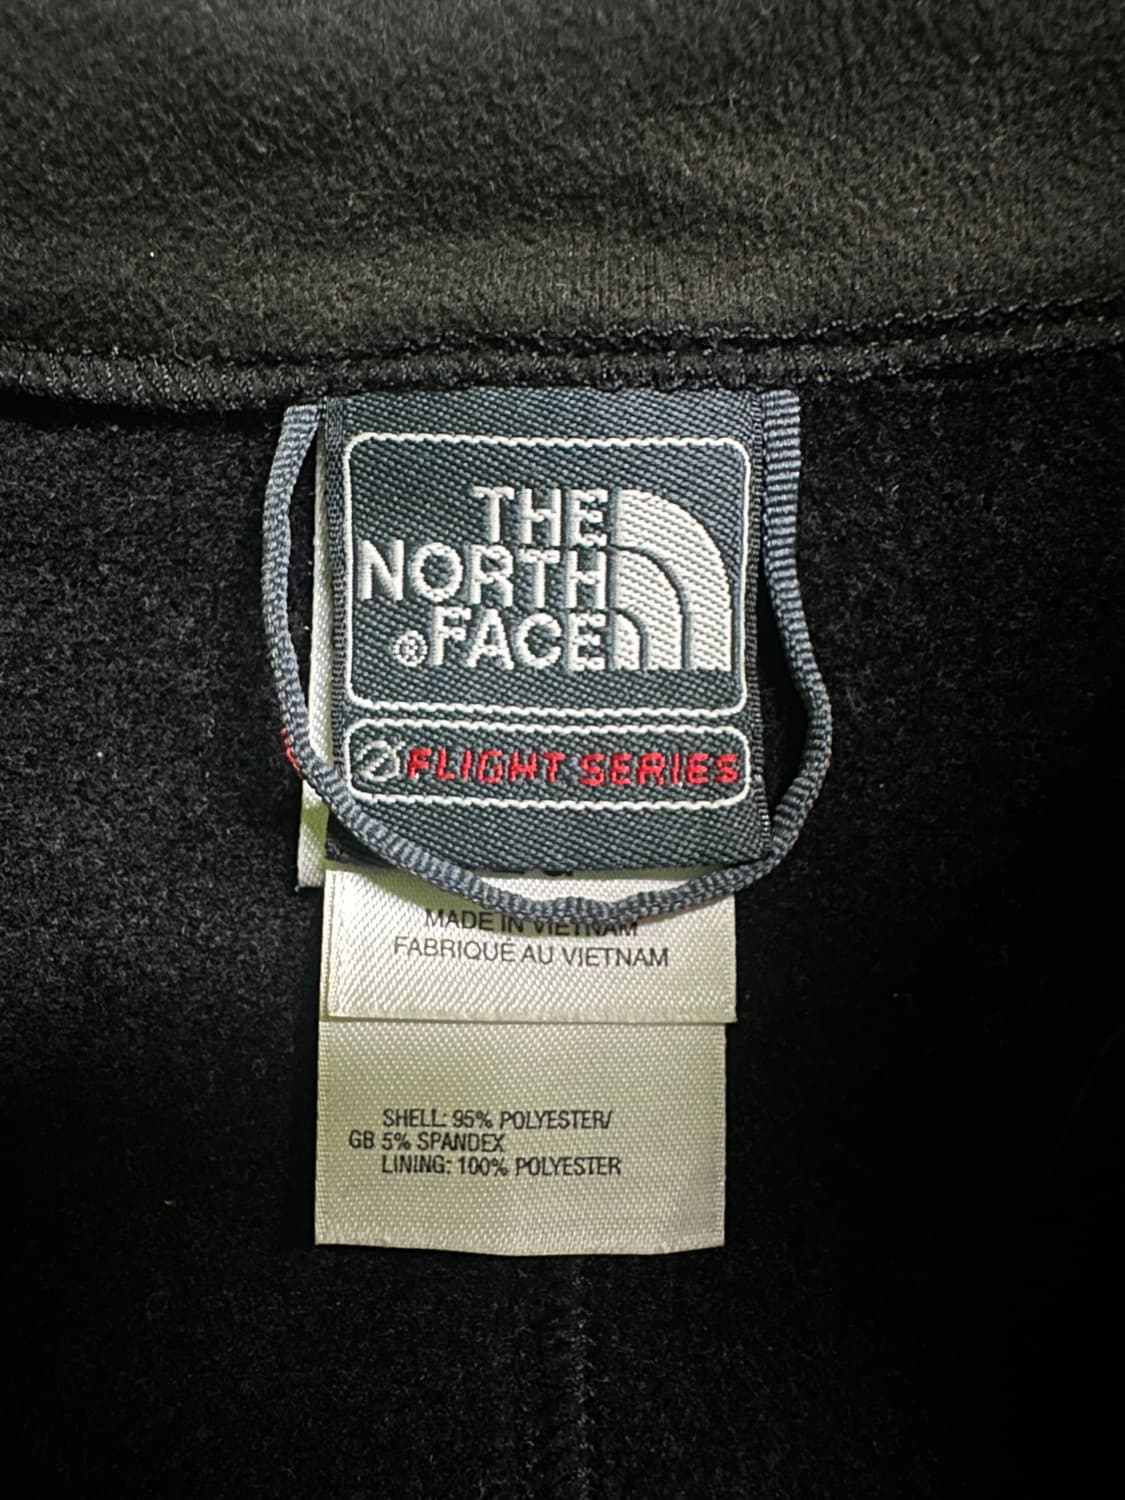 THE
NORTH
®FACE
FLIGHT SERIES
MADE IN VIETNAM
FABRIQUÉ AU VIETNAM
SHELL: 95% POLYESTER/
GB 5% SPANDEX
LINING: 100% POLYESTER